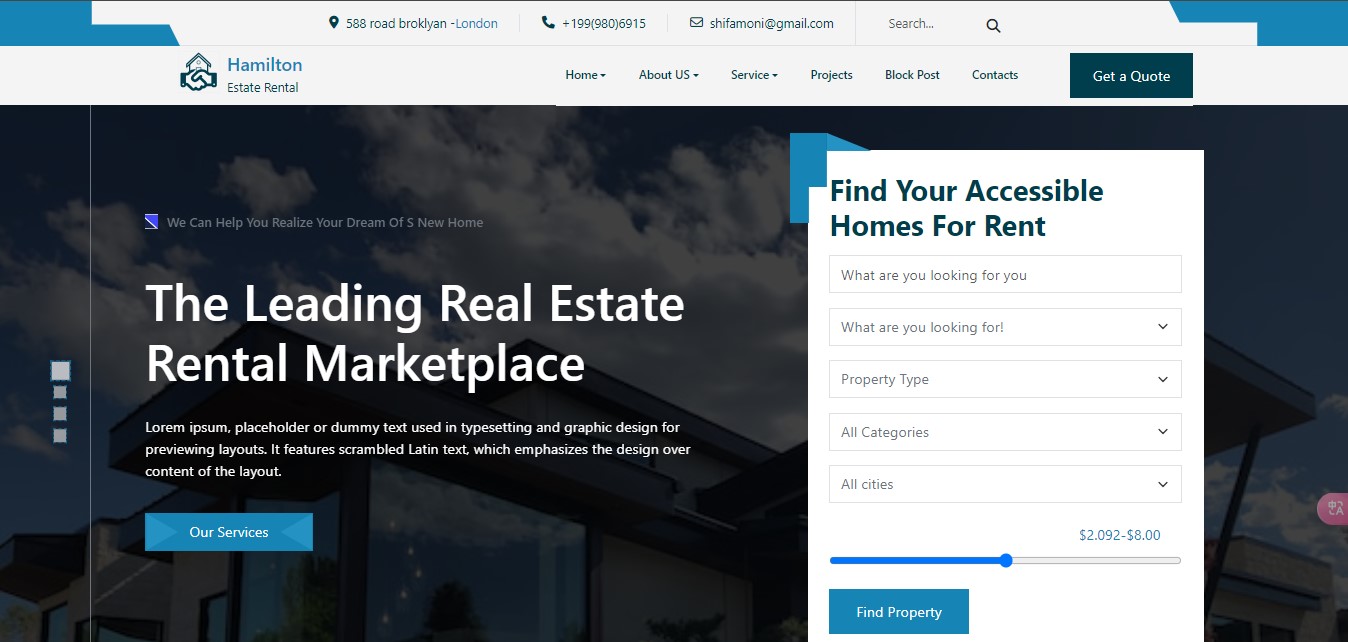 588 road broklyan -London
+199(980)6915
shifamoni@gmail.com
Search...
Hamilton
Estate Rental
Home
About US
Service
Projects
Block Post
Contacts
Get a Quote
We Can Help You Realize Your Dream Of S New Home
The Leading Real Estate
Rental Marketplace
Lorem ipsum, placeholder or dummy text used in typesetting and graphic design for
previewing layouts. It features scrambled Latin text, which emphasizes the design over
content of the layout.
Our Services
Find Your Accessible
Homes For Rent
What are you looking for you
What are you looking for!
Property Type
All Categories
All cities
$2.092-$8.00
Find Property
中A